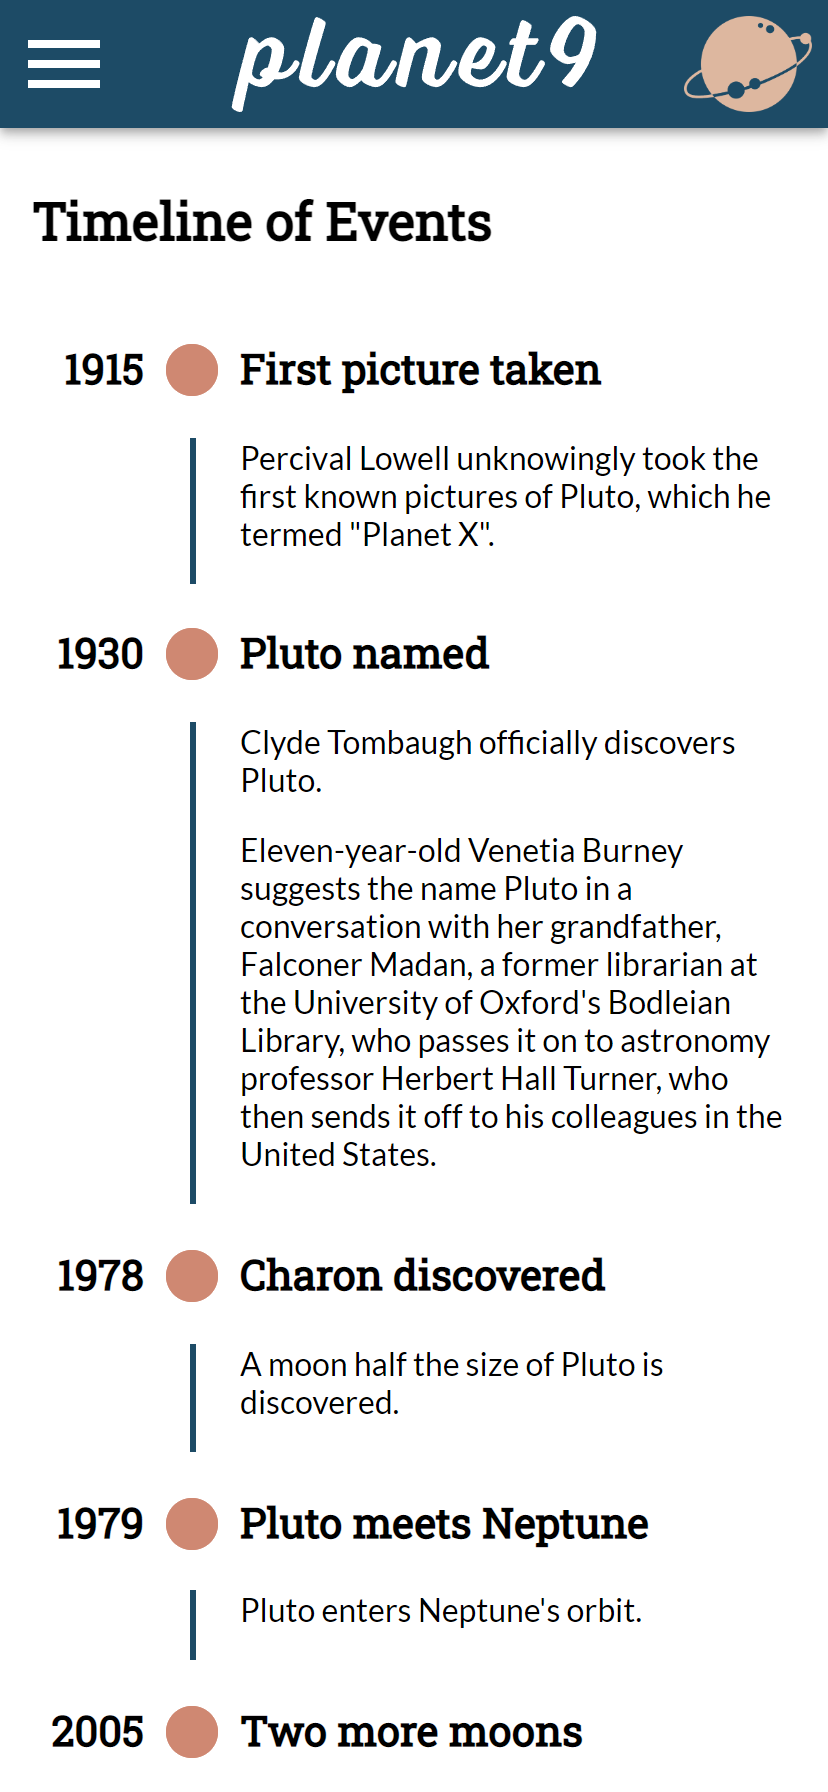 planet9
Timeline of Events
1915 First picture taken
Percival Lowell unknowingly took the
first known pictures of Pluto, which he
termed "Planet X".
1930 Pluto named
Clyde Tombaugh officially discovers
Pluto.
Eleven-year-old Venetia Burney
suggests the name Pluto in a
conversation with her grandfather,
Falconer Madan, a former librarian at
the University of Oxford's Bodleian
Library, who passes it on to astronomy
professor Herbert Hall Turner, who
then sends it off to his colleagues in the
United States.
1978 Charon discovered
A moon half the size of Pluto is
discovered.
1979 Pluto meets Neptune
Pluto enters Neptune's orbit.
2005 Two more moons